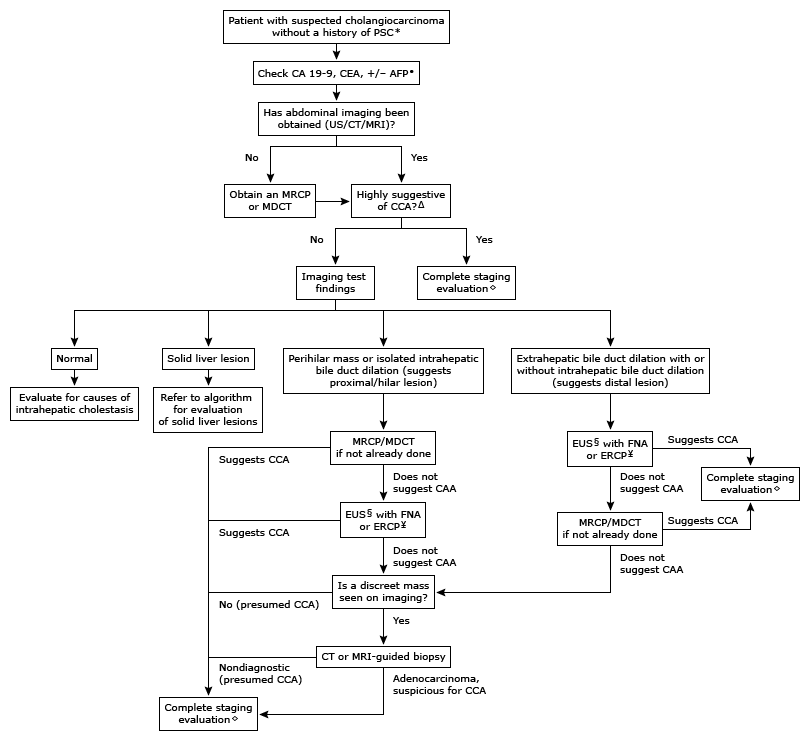 Patient with suspected cholangiocarcinoma
without a history of PSC*
Check CA 19-9, CEA, +/– AFP•
Has abdominal imaging been
obtained (US/CT/MRI)?
No
Yes
Obtain an MRCP
or MDCT
Highly suggestive
of CCA?Δ
No
Yes
Imaging test
findings
Complete staging
evaluation◇
Normal
Solid liver lesion
Perihilar mass or isolated intrahepatic
bile duct dilation (suggests
proximal/hilar lesion)
Extrahepatic bile duct dilation with or
without intrahepatic bile duct dilation
(suggests distal lesion)
Evaluate for causes of
intrahepatic cholestasis
Refer to algorithm
for evaluation
of solid liver lesions
MRCP/MDCT
if not already done
Suggests CCA
EUS§ with FNA
or ERCP¥
Suggests CCA
Does not
suggest CAA
Does not
suggest CAA
Complete staging
evaluation◇
EUS§ with FNA
or ERCP¥
Suggests CCA
MRCP/MDCT
if not already done
Suggests CCA
Does not
suggest CAA
Does not
suggest CAA
Is a discreet mass
seen on imaging?
No (presumed CCA)
Yes
CT or MRI-guided biopsy
Nondiagnostic
(presumed CCA)
Adenocarcinoma,
suspicious for CCA
Complete staging
evaluation◇